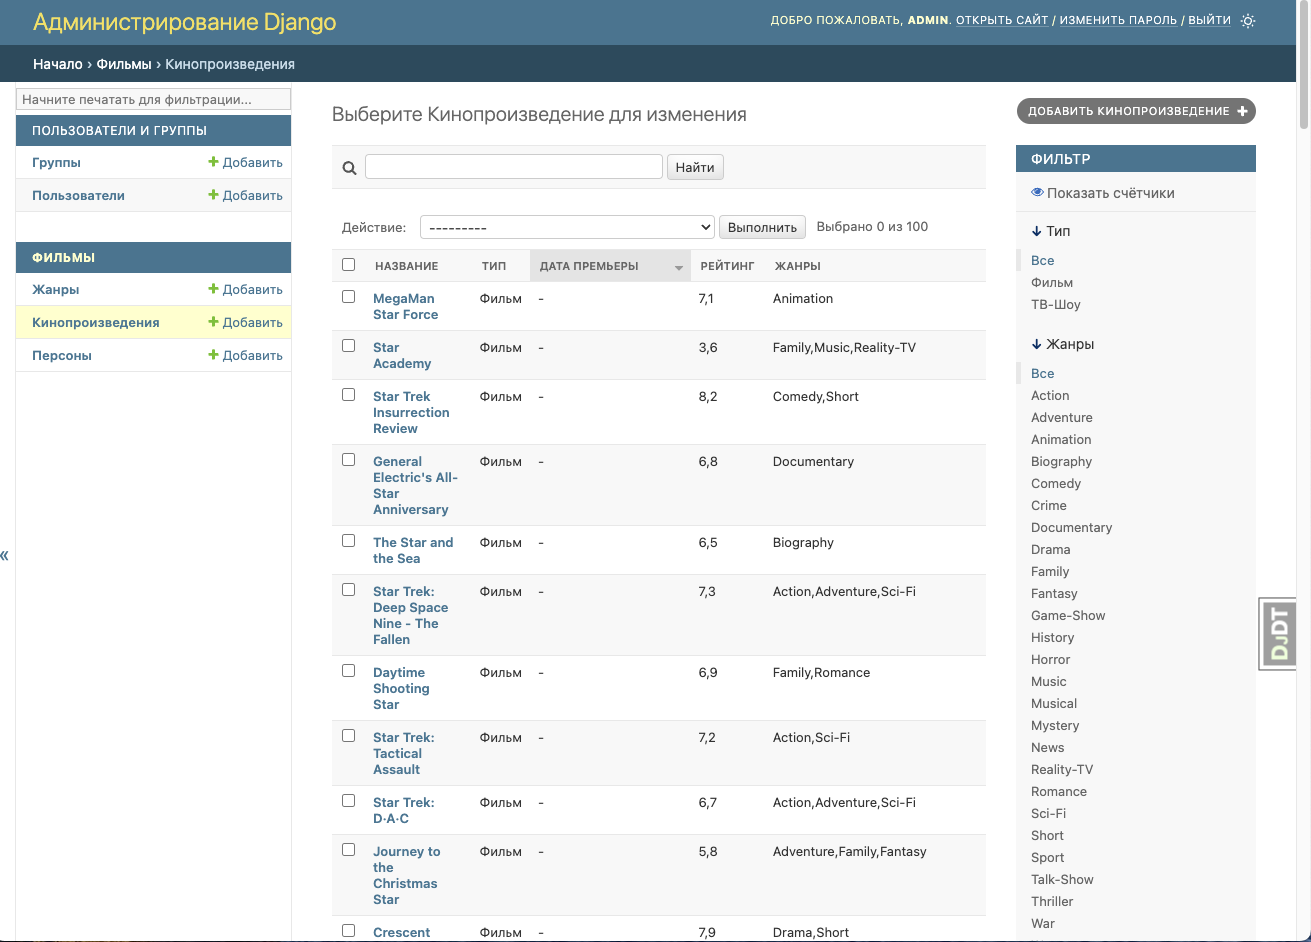 Администрирование Django
ДОБРО ПОЖАЛОВАТЬ, ADMIN. ОТКРЫТЬ САЙТ / ИЗМЕНИТЬ ПАРОЛЬ / ВЫЙТИ
Начало › Фильмы › Кинопроизведения
Начните печатать для фильтрации...
ПОЛЬЗОВАТЕЛИ И ГРУППЫ
Группы
Добавить
Пользователи
Добавить
ФИЛЬМЫ
Жанры
Добавить
Кинопроизведения
Добавить
Персоны
Добавить
«
Выберите Кинопроизведение для изменения
ДОБАВИТЬ КИНОПРОИЗВЕДЕНИЕ +
Найти
Действие: --------- Выполнить Выбрано 0 из 100
НАЗВАНИЕ ТИП ДАТА ПРЕМЬЕРЫ РЕЙТИНГ ЖАНРЫ
MegaMan Фильм - 7,1 Animation
Star Force
Star Фильм - 3,6 Family,Music,Reality-TV
Academy
Star Trek Фильм - 8,2 Comedy,Short
Insurrection
Review
General Фильм - 6,8 Documentary
Electric's All-
Star
Anniversary
The Star and Фильм - 6,5 Biography
the Sea
Star Trek: Фильм - 7,3 Action,Adventure,Sci-Fi
Deep Space
Nine - The
Fallen
Daytime Фильм - 6,9 Family,Romance
Shooting
Star
Star Trek: Фильм - 7,2 Action,Sci-Fi
Tactical
Assault
Star Trek: Фильм - 6,7 Action,Adventure,Sci-Fi
D·A·C
Journey to Фильм - 5,8 Adventure,Family,Fantasy
the
Christmas
Star
Crescent Фильм - 7,9 Drama,Short
ФИЛЬТР
Показать счётчики
↓ Тип
Все
Фильм
ТВ-Шоу
↓ Жанры
Все
Action
Adventure
Animation
Biography
Comedy
Crime
Documentary
Drama
Family
Fantasy
Game-Show
History
Horror
Music
Musical
Mystery
News
Reality-TV
Romance
Sci-Fi
Short
Sport
Talk-Show
Thriller
War
DJDT